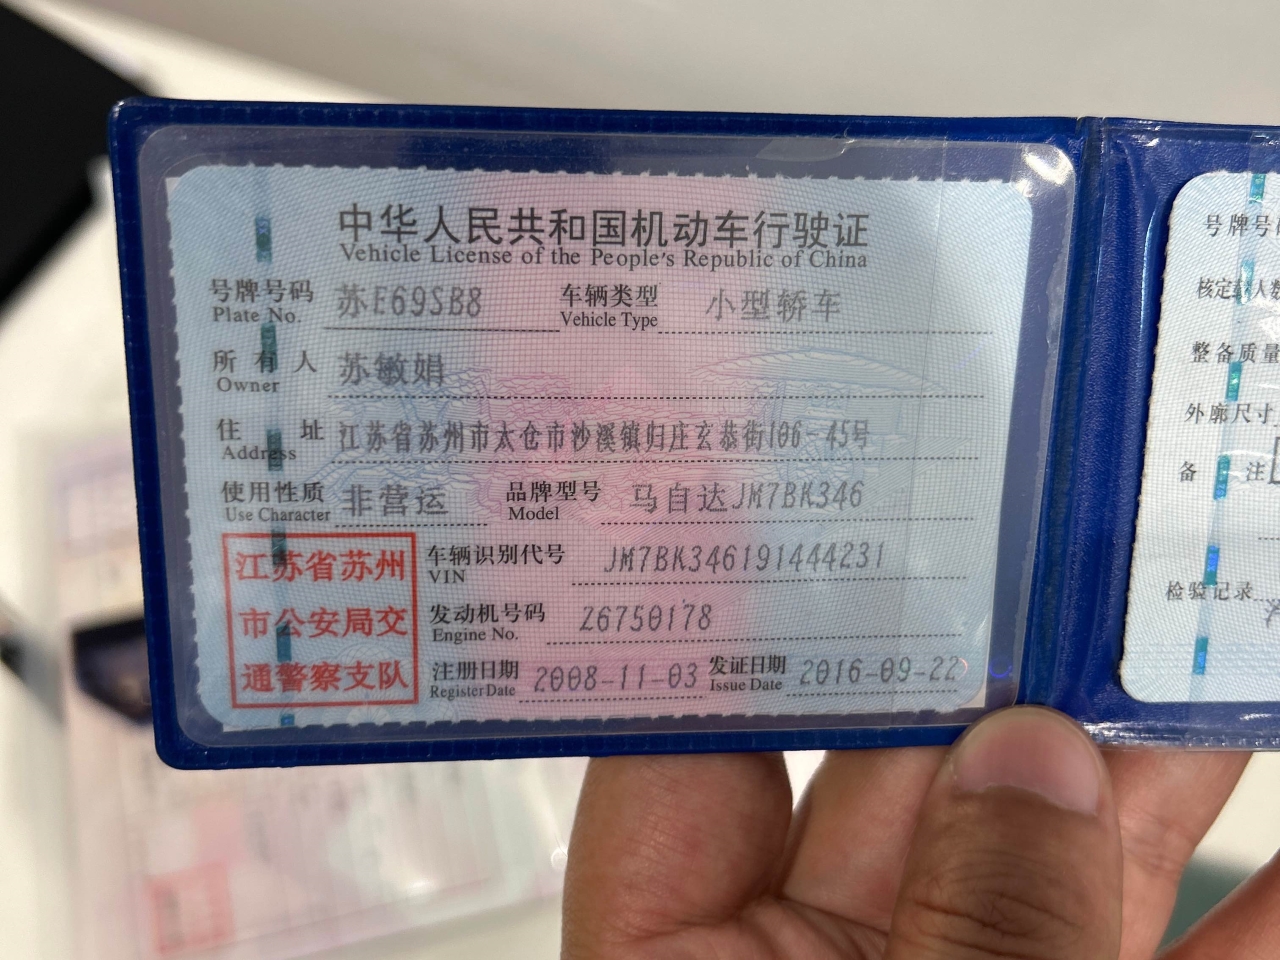 中华人民共和国机动车行驶证
Vehicle License of the People's Republic of China
号牌号码 苏E69SB8 车辆类型 小型轿车
Plate No. Vehicle Type
所有人 苏敏娟
Owner
住址 江苏省苏州市太仓市沙溪镇归庄玄恭街106-45号
Address
使用性质 非营运 品牌型号 马自达JM7BK346
Use Character Model
车辆识别代号 JM7BK346191444231
VIN
发动机号码 Z6750178
Engine No.
注册日期 2008-11-03 发证日期 2016-09-22
Register Date Issue Date
江苏省苏州
市公安局交
通警察支队
号牌号
核定载人数
整备质量
外廓尺寸
备注
检验记录